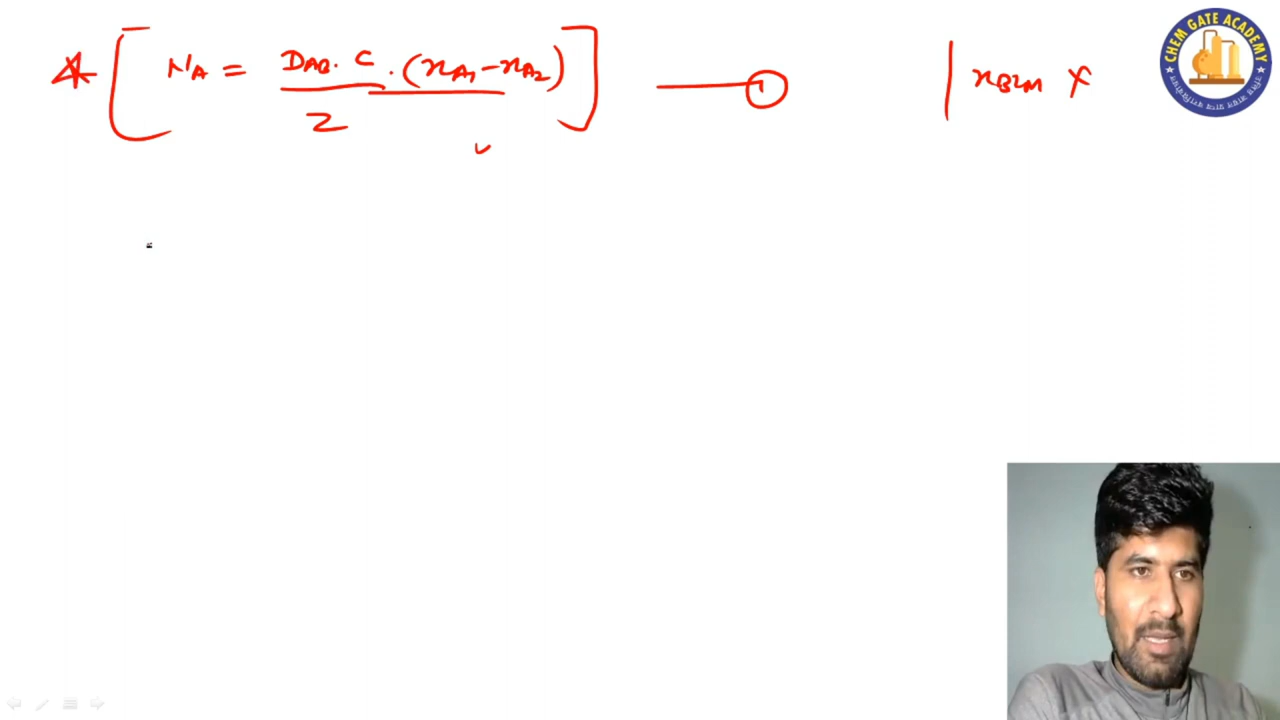 N'A = DAB. C . (xA1 - xA2)
Z
1
xBLM X
CHEM GATE ACADEMY